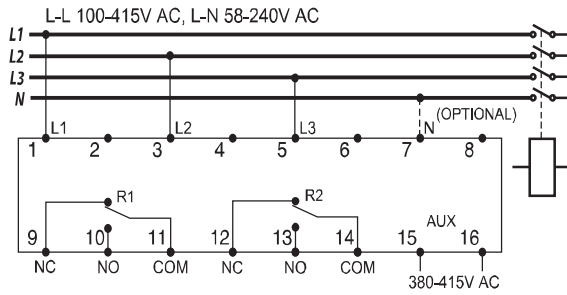 L-L 100-415V AC, L-N 58-240V AC
L1
L2
L3
N
(OPTIONAL)
L1 L2 L3 N
1 2 3 4 5 6 7 8
R1 R2
AUX
9 10 11 12 13 14 15 16
NC NO COM NC NO COM
380-415V AC